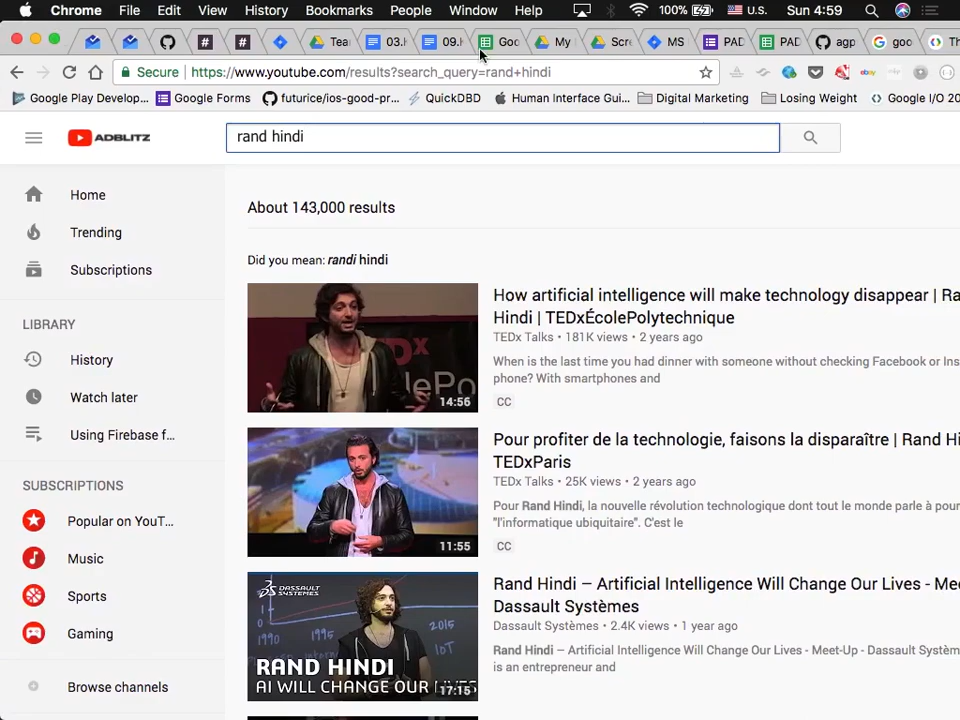 Chrome File Edit View History Bookmarks People Window Help 100% U.S. Sun 4:59
Tea 03. 09. Goo My Scre MS PAD PAD agp goo Th
Secure https://www.youtube.com/results?search_query=rand+hindi
Google Play Develop... Google Forms futurice/ios-good-pr... QuickDBD Human Interface Gui... Digital Marketing Losing Weight Google I/O 20
ADBLITZ
rand hindi
Home
Trending
Subscriptions
LIBRARY
History
Watch later
Using Firebase f...
SUBSCRIPTIONS
Popular on YouT...
Music
Sports
Gaming
Browse channels
About 143,000 results
Did you mean: randi hindi
How artificial intelligence will make technology disappear | Ra
Hindi | TEDxÉcolePolytechnique
TEDx Talks • 181K views • 2 years ago
When is the last time you had dinner with someone without checking Facebook or Ins
phone? With smartphones and
CC
Dx
lePo
14:56
Pour profiter de la technologie, faisons la disparaître | Rand Hi
TEDxParis
TEDx Talks • 25K views • 2 years ago
Pour Rand Hindi, la nouvelle révolution technologique dont tout le monde parle à pour
"l'informatique ubiquitaire". C'est le
CC
11:55
Rand Hindi – Artificial Intelligence Will Change Our Lives - Mee
Dassault Systèmes
Dassault Systèmes • 2.4K views • 1 year ago
Rand Hindi – Artificial Intelligence Will Change Our Lives - Meet-Up - Dassault Systèm
is an entrepreneur and
DASSAULT
SYSTEMES
1990 1995 2015
IoT
RAND HINDI
AI WILL CHANGE OUR LIVES
17:15